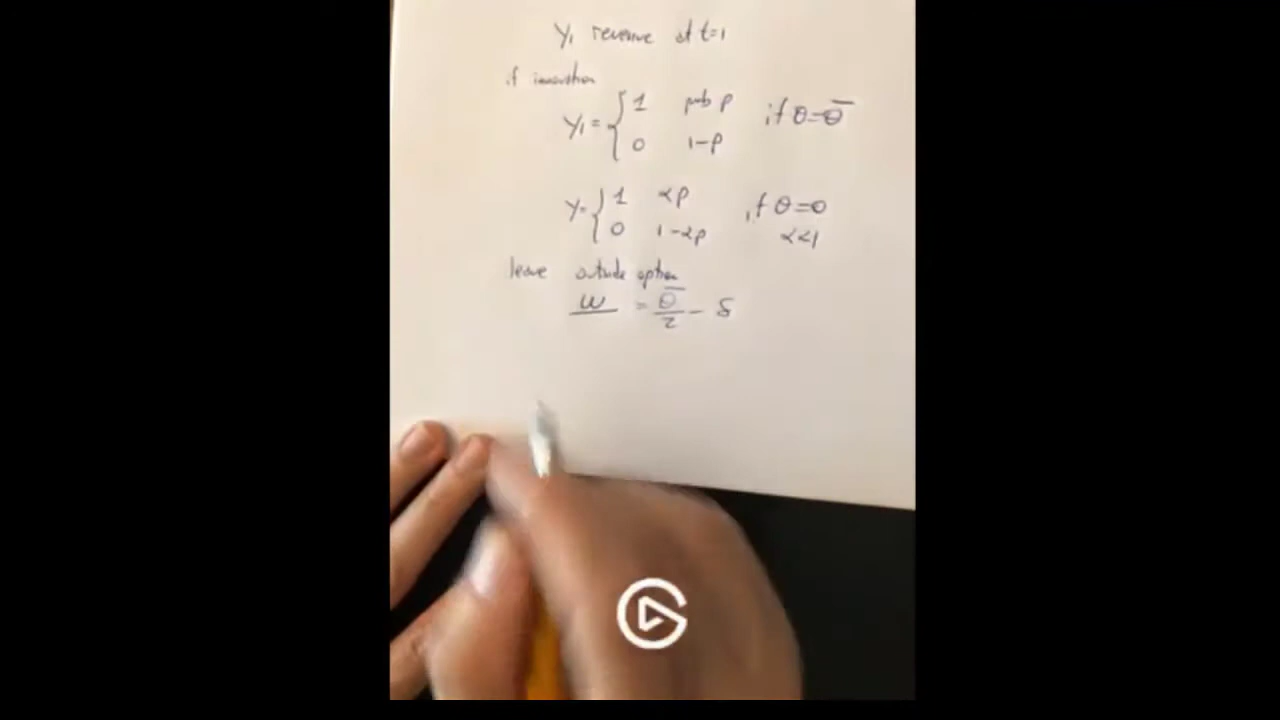 y₁ revenue at t=1
if innovation
y₁ = { 1 prob p if θ=θ̅
0 1-p
y = { 1 αp if θ=0
0 1-αp α<1
leave outside option
w̲ = θ̅/2 - δ